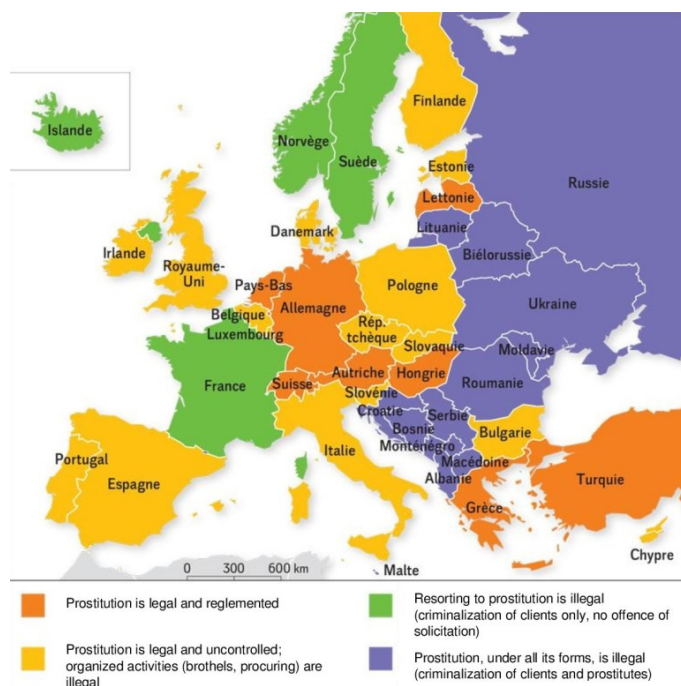 Finlande
Islande
Norvège
Suède
Estonie
Russie
Lettonie
Danemark
Lituanie
Irlande
Royaume-
Uni
Biélorussie
Pays-Bas
Pologne
Allemagne
Belgique
Ukraine
Luxembourg
Rép.
tchèque
Slovaquie
Moldavie
France
Suisse
Autriche
Hongrie
Roumanie
Slovénie
Croatie
Serbie
Bosnie
Bulgarie
Italie
Monténégro
Portugal
Espagne
Macédoine
Albanie
Turquie
Grèce
Chypre
0 300 600 km
Malte
Prostitution is legal and reglemented
Prostitution is legal and uncontrolled;
organized activities (brothels, procuring) are
illegal
Resorting to prostitution is illegal
(criminalization of clients only, no offence of
solicitation)
Prostitution, under all its forms, is illegal
(criminalization of clients and prostitutes)